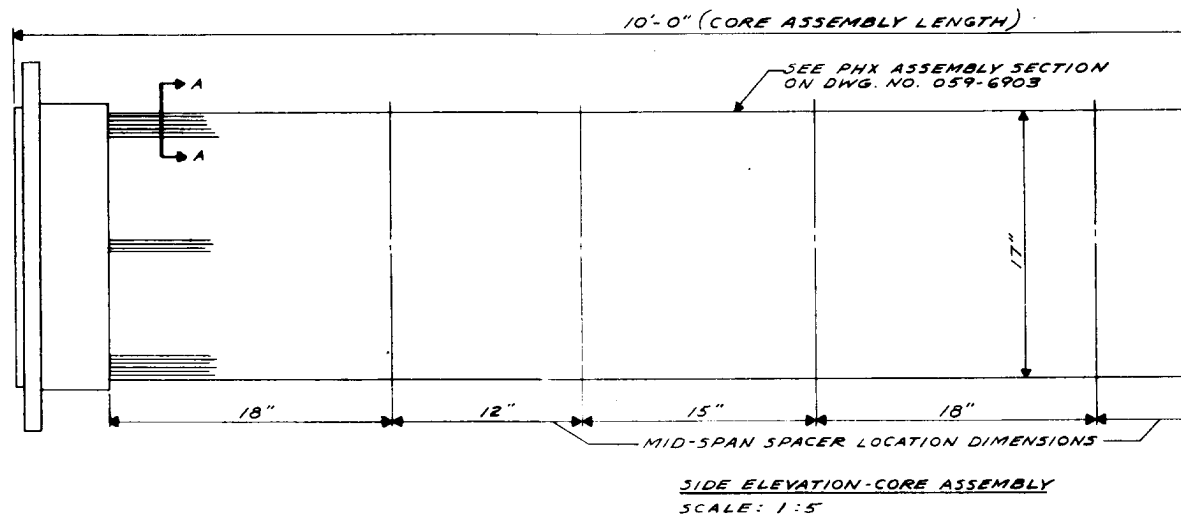 10'-0" (CORE ASSEMBLY LENGTH)
A
SEE PHX ASSEMBLY SECTION
ON DWG. NO. 059-6903
A
17"
18"
12"
15"
18"
MID-SPAN SPACER LOCATION DIMENSIONS
SIDE ELEVATION-CORE ASSEMBLY
SCALE: 1:5